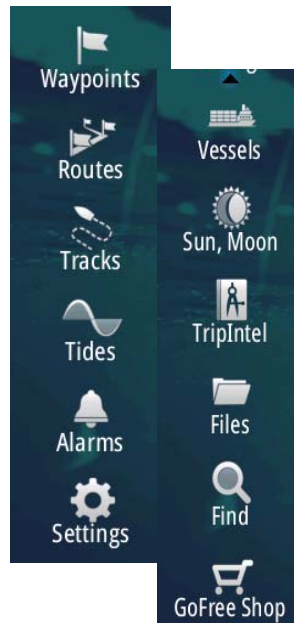 Waypoints
Routes
Tracks
Tides
Alarms
Settings
Vessels
Sun, Moon
TripIntel
Files
Find
GoFree Shop